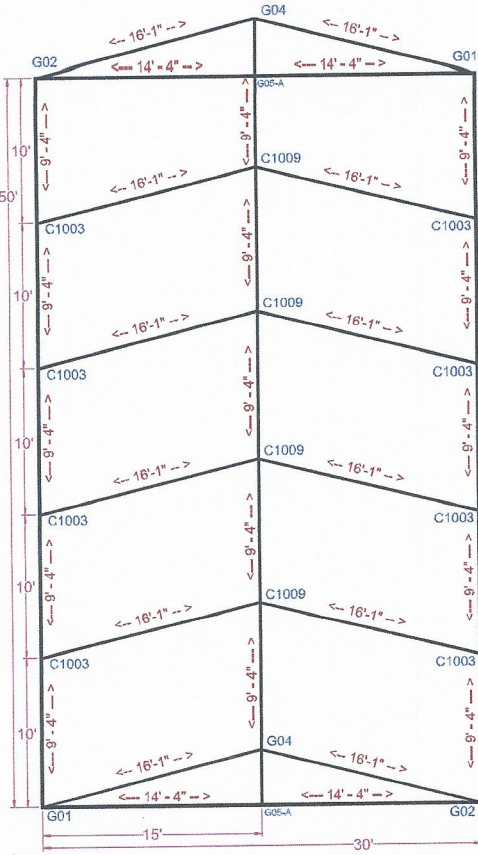 G04
<-- 16'-1" -->
<-- 16'-1" -->
G02
<--- 14' - 4" -->
<--- 14' - 4" -->
G01
G05-A
<--- 9' - 4" --->
<--- 9' - 4" --->
<--- 9' - 4" --->
10'
50'
C1009
<-- 16'-1" -->
<-- 16'-1" -->
C1003
C1003
<--- 9' - 4" --->
<--- 9' - 4" --->
<--- 9' - 4" --->
10'
C1009
<-- 16'-1" -->
<-- 16'-1" -->
C1003
C1003
<--- 9' - 4" --->
<--- 9' - 4" --->
<--- 9' - 4" --->
10'
C1009
<-- 16'-1" -->
<-- 16'-1" -->
C1003
C1003
<--- 9' - 4" --->
<--- 9' - 4" --->
<--- 9' - 4" --->
10'
C1009
<-- 16'-1" -->
<-- 16'-1" -->
C1003
C1003
<--- 9' - 4" --->
<--- 9' - 4" --->
<--- 9' - 4" --->
10'
G04
<-- 16'-1" -->
<-- 16'-1" -->
<-- 14' - 4" -->
<-- 14' - 4" -->
G01
G05-A
G02
15'
30'